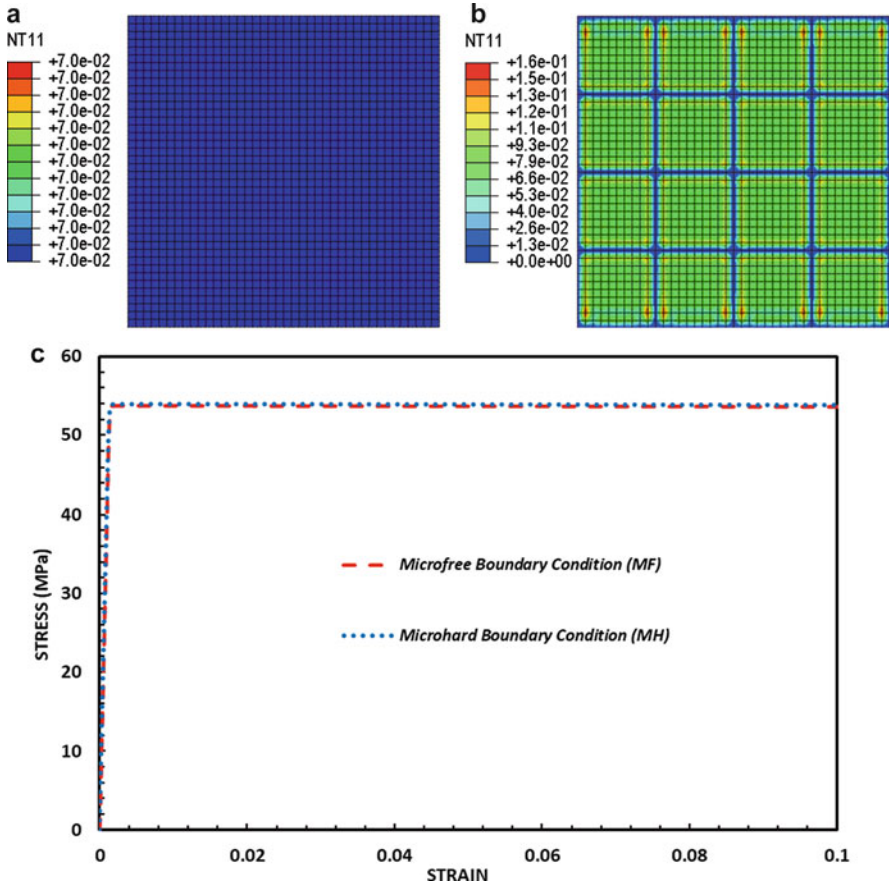 a
NT11
+7.0e-02
+7.0e-02
+7.0e-02
+7.0e-02
+7.0e-02
+7.0e-02
+7.0e-02
+7.0e-02
+7.0e-02
+7.0e-02
+7.0e-02
+7.0e-02
+7.0e-02
b
NT11
+1.6e-01
+1.5e-01
+1.3e-01
+1.2e-01
+1.1e-01
+9.3e-02
+7.9e-02
+6.6e-02
+5.3e-02
+4.0e-02
+2.6e-02
+1.3e-02
+0.0e+00
c
60
50
40
30
20
10
0
STRESS (MPa)
Microfree Boundary Condition (MF)
Microhard Boundary Condition (MH)
0 0.02 0.04 0.06 0.08 0.1
STRAIN